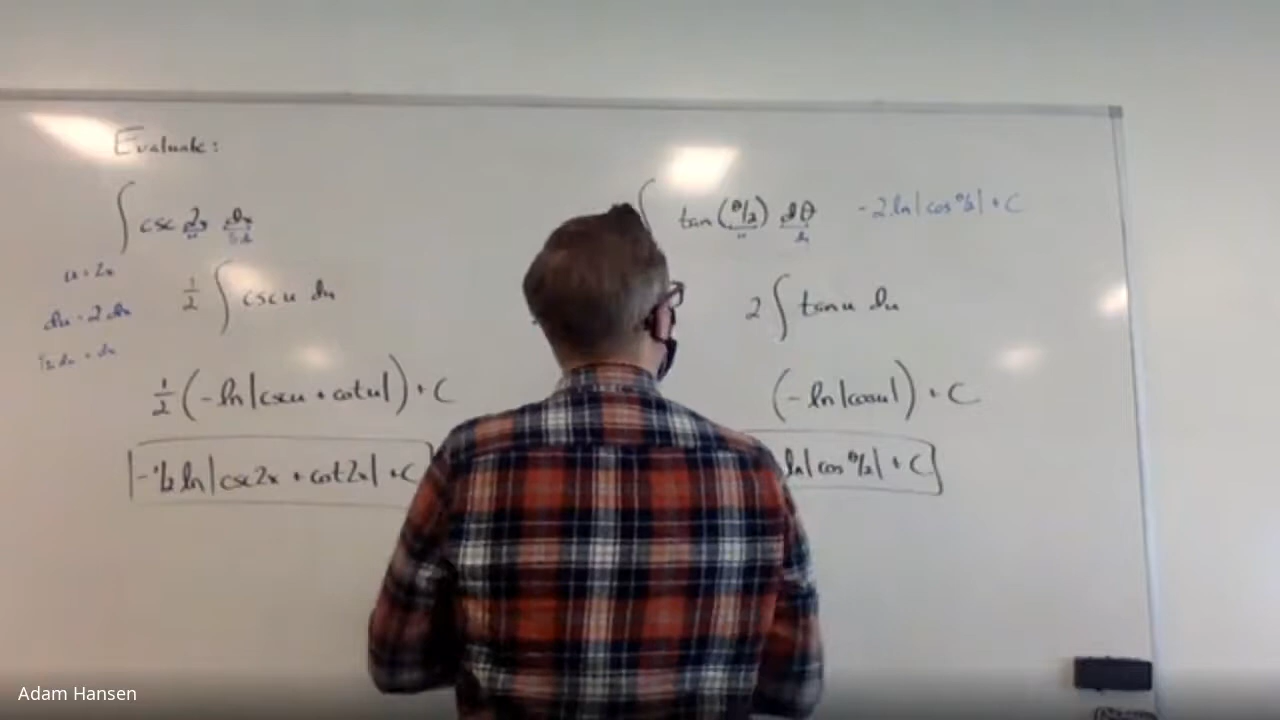 Evaluate:
∫ csc 2x dx
u ½du
u = 2x
du = 2 dx
½ du = dx
½ ∫ csc u du
½ (-ln|csc u + cot u|) + C
-½ ln|csc 2x + cot 2x| + C
∫ tan(θ/2) dθ -2 ln|cos θ/2| + C
u
2 ∫ tan u du
(-ln|cos u|) + C
ln|cos θ/2| + C
Adam Hansen